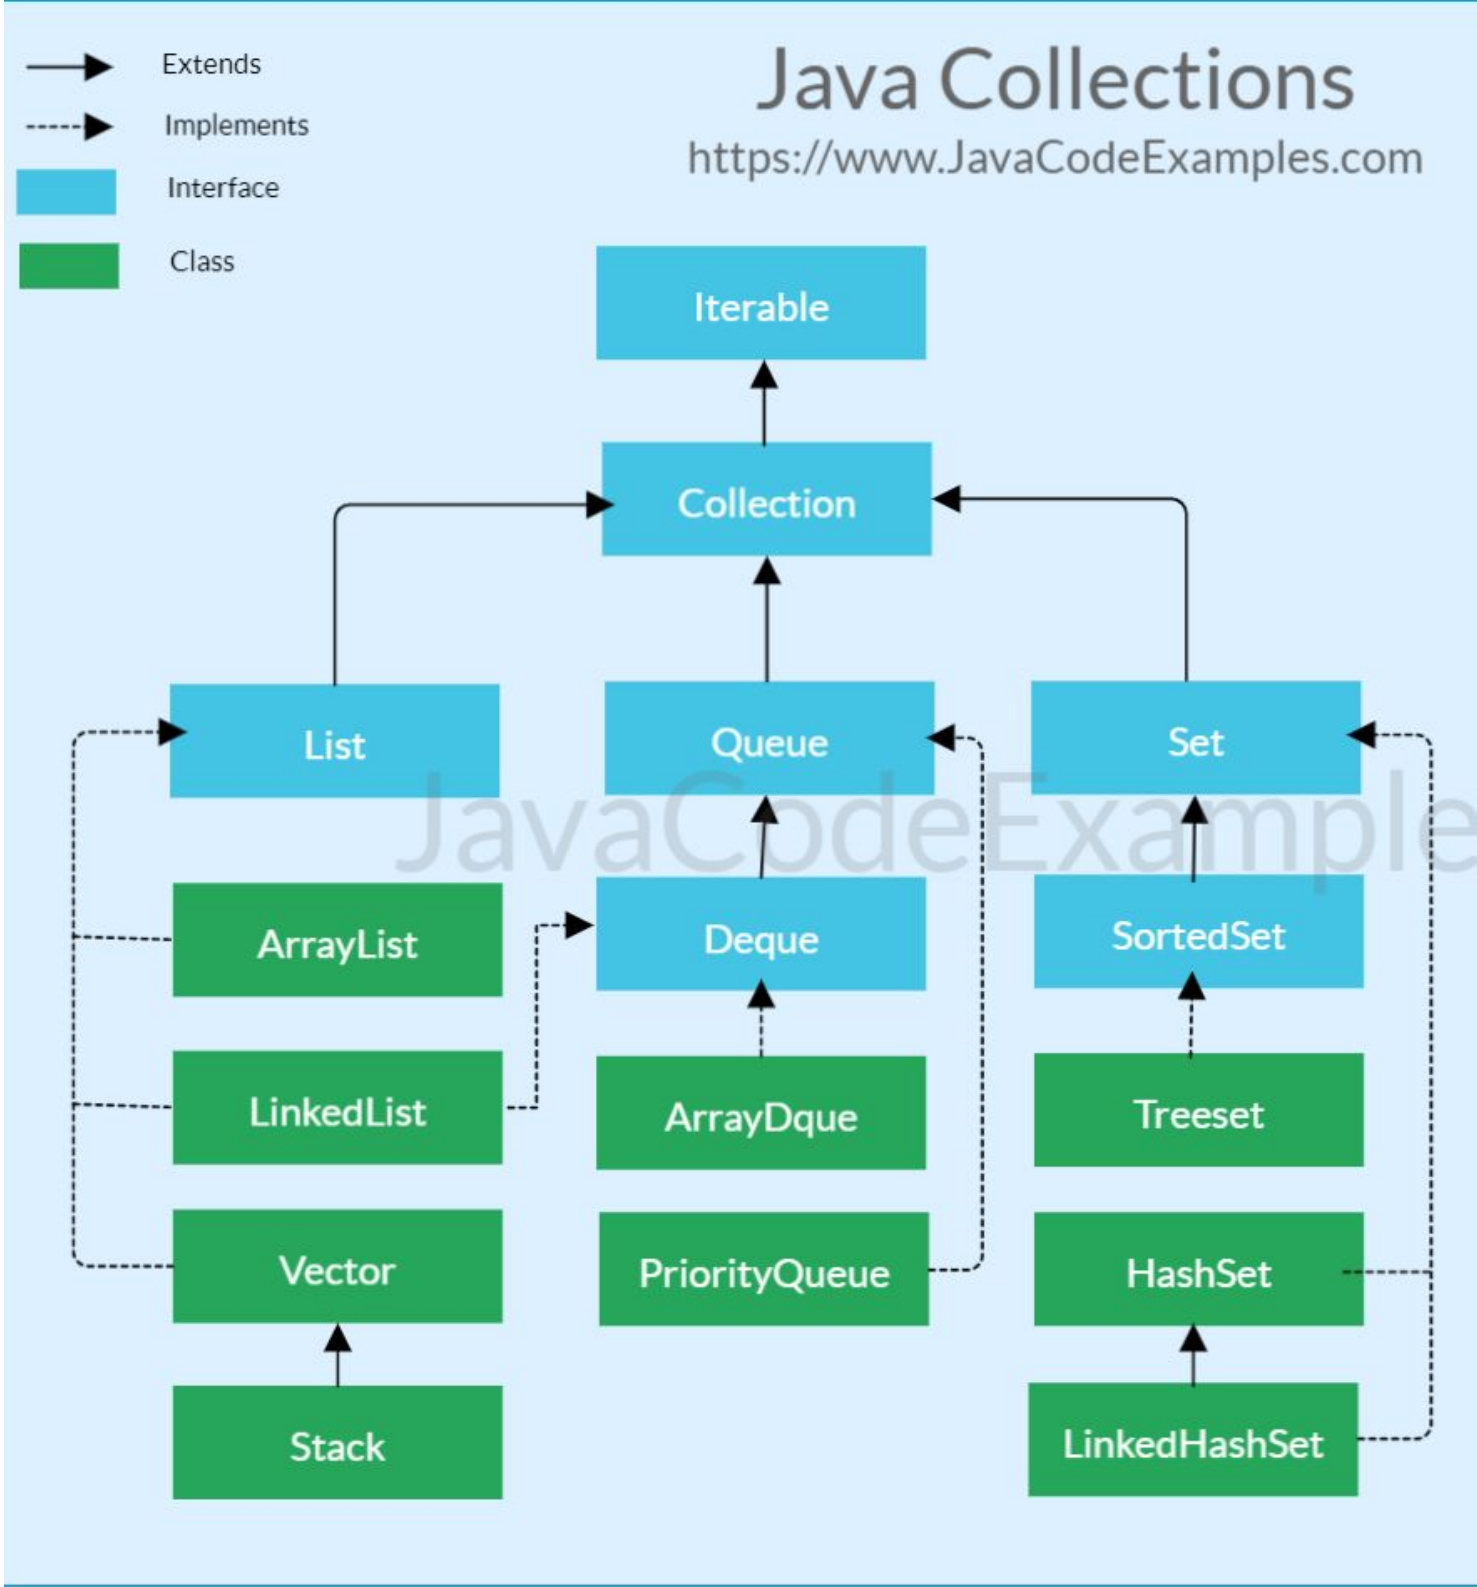 Extends
Implements
Interface
Class
Java Collections
https://www.JavaCodeExamples.com
Iterable
Collection
List
Queue
Set
JavaCodeExample
ArrayList
Deque
SortedSet
LinkedList
ArrayDque
Treeset
Vector
PriorityQueue
HashSet
Stack
LinkedHashSet